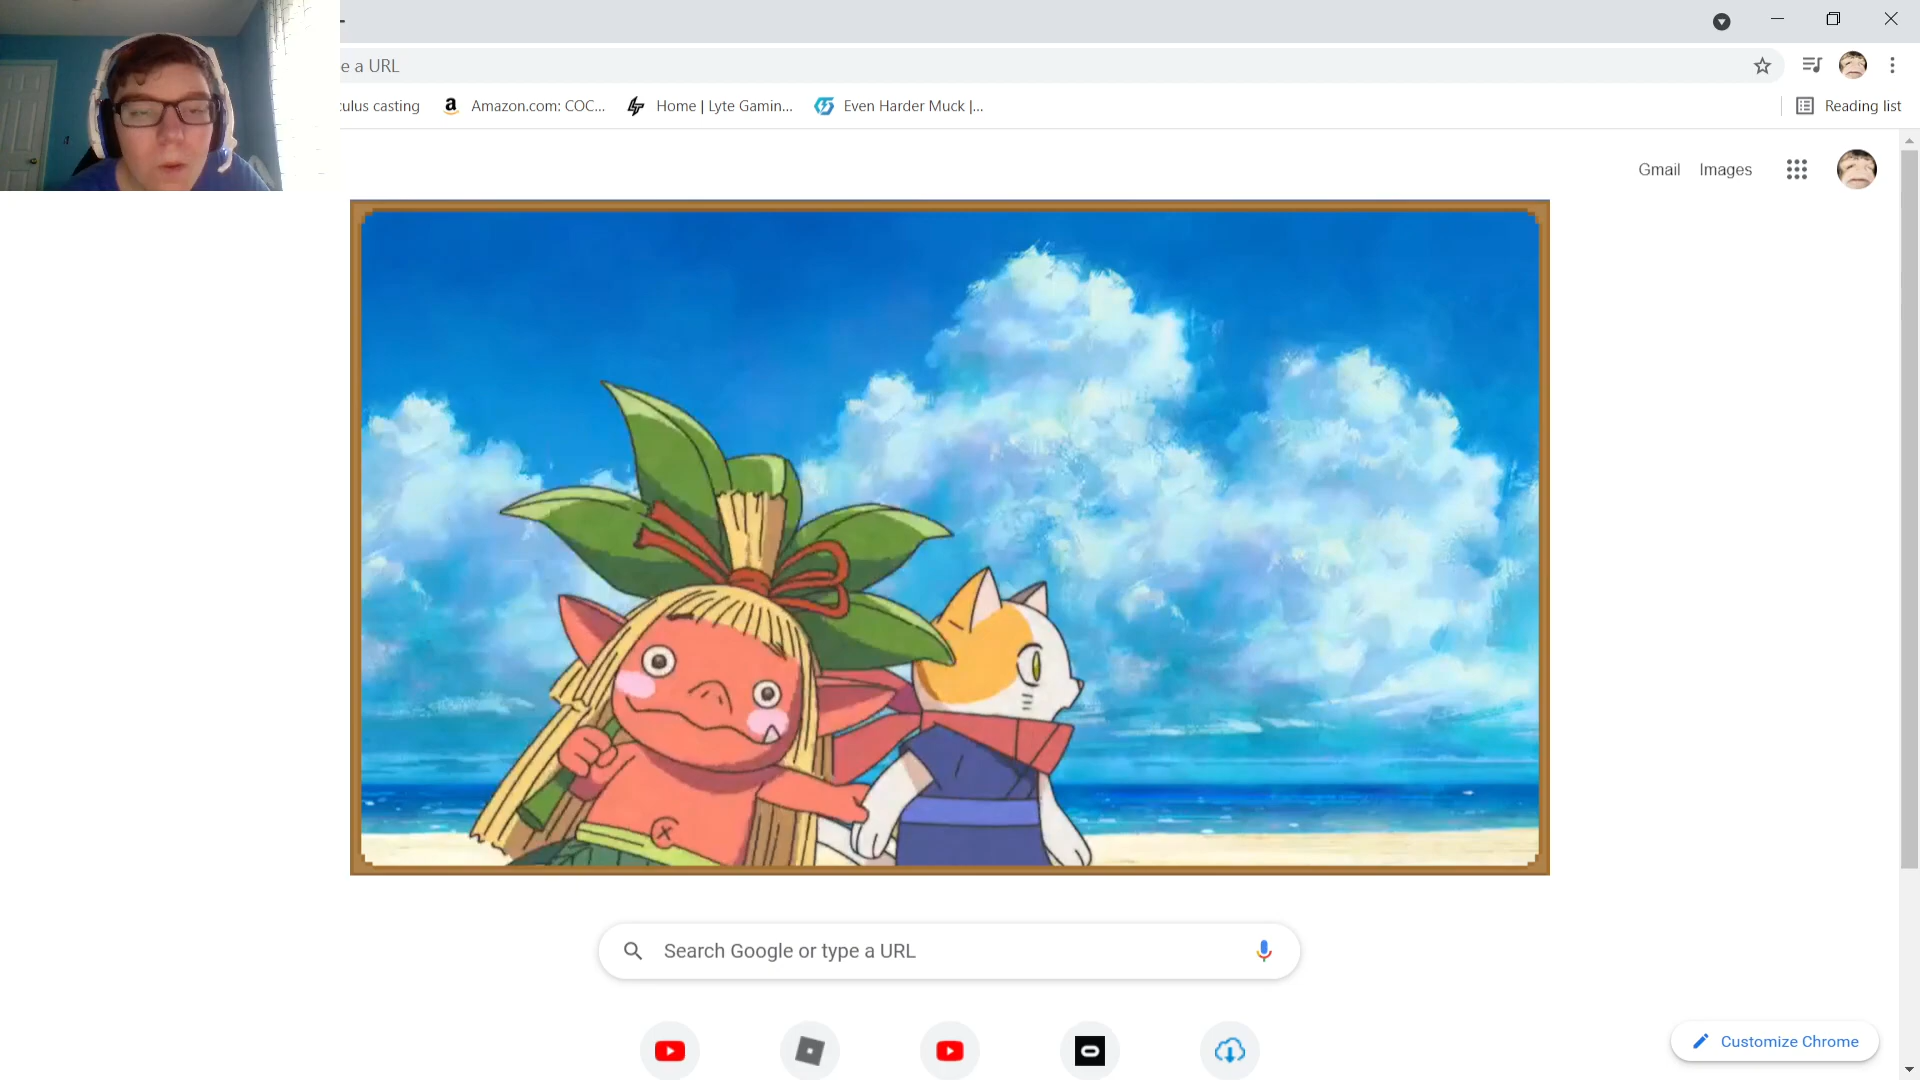 e a URL
ulus casting
Amazon.com: COC...
Home | Lyte Gamin...
Even Harder Muck |...
Reading list
Gmail
Images
Search Google or type a URL
Customize Chrome